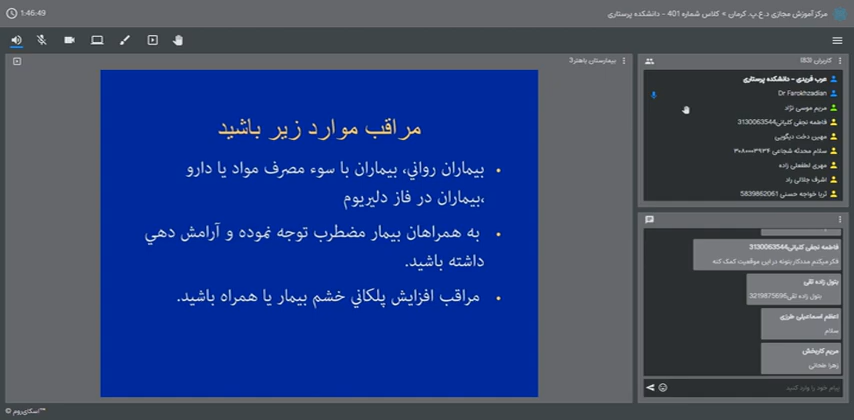 1:46:49
مرکز آموزش مجازی د.ع.پ. کرمان > کلاس شماره 401 - دانشکده پرستاری
بیمارستان باهنر3
مراقب موارد زیر باشید
• بیماران رواني، بیماران با سوء مصرف مواد یا دارو
،بیماران در فاز دلیریوم
• به همراهان بیمار مضطرب توجه نموده و آرامش دهي
داشته باشید.
• مراقب افزایش پلکاني خشم بیمار یا همراه باشید.
کاربران (83)
عرب فریدی - دانشکده پرستاری
Dr Farokhzadian
مریم موسی نژاد
فاطمه نجفی کلیانی3130063544
مهین دخت دیگویی
سلام محدثه شجاعی
مهری لطفعلی زاده
اشرف جلالی راد
ثریا خواجه حسنی 5839862061
فاطمه نجفی کلیانی3130063544
فکر میکنم مددکار بتونه در این موقعیت کمک کنه
بتول زاده تقی
بتول زاده تقی3219875695
اعظم اسماعیلی طرزی
سلام
مریم کاربخش
زهرا طحانی
پیام خود را وارد کنید
اسکای‌روم ©